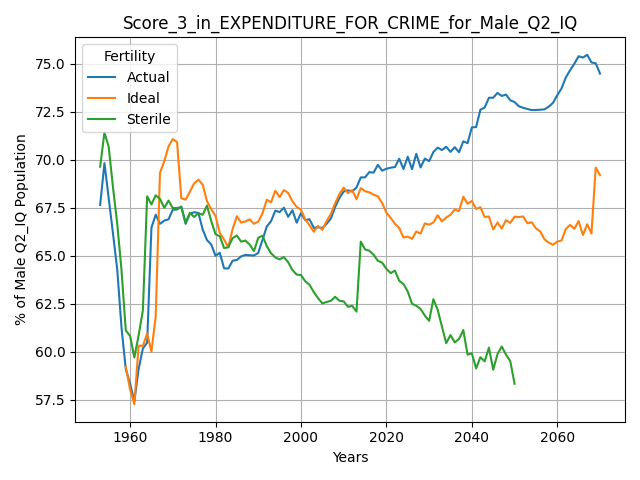 Score_3_in_EXPENDITURE_FOR_CRIME_for_Male_Q2_IQ
Fertility
Actual
Ideal
Sterile
% of Male Q2_IQ Population
75.0
72.5
70.0
67.5
65.0
62.5
60.0
57.5
1960
1980
2000
2020
2040
2060
Years